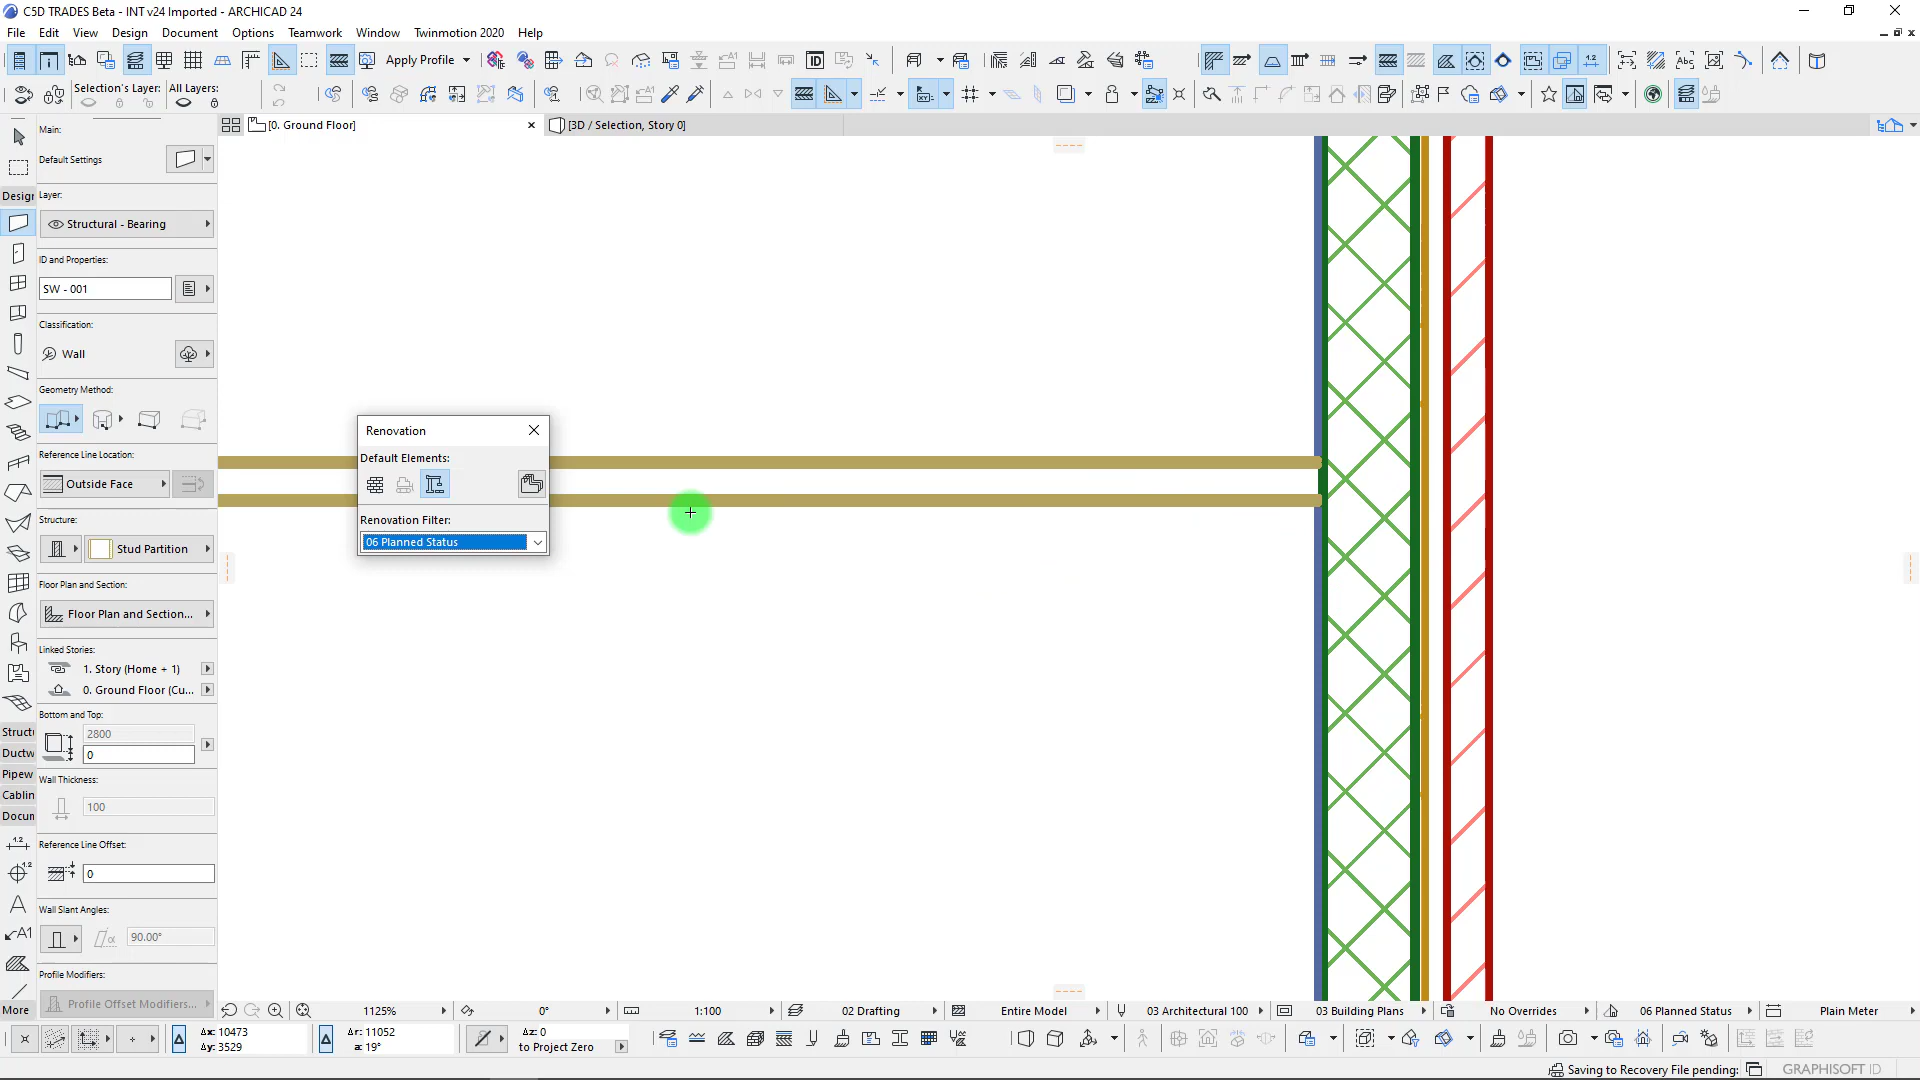 C5D TRADES Beta - INT v24 Imported - ARCHICAD 24
File Edit View Design Document Options Teamwork Window Twinmotion 2020 Help
Apply Profile
Selection's Layer: All Layers:
[0. Ground Floor]
[3D / Selection, Story 0]
Main:
Default Settings
Layer:
Structural - Bearing
ID and Properties:
SW - 001
Classification:
Wall
Geometry Method:
Reference Line Location:
Outside Face
Structure:
Stud Partition
Floor Plan and Section:
Floor Plan and Section...
Linked Stories:
1. Story (Home + 1)
0. Ground Floor (Cu...
Bottom and Top:
2800
0
Wall Thickness:
100
Reference Line Offset:
0
Wall Slant Angles:
90.00°
Profile Modifiers:
Profile Offset Modifiers...
Design
Struct
Ductw
Pipew
Cablin
Docum
More
Renovation
Default Elements:
Renovation Filter:
06 Planned Status
1125% 0° 1:100 02 Drafting Entire Model 03 Architectural 100 03 Building Plans No Overrides 06 Planned Status Plain Meter
Δx: 10473
Δy: 3529
Δr: 11052
a: 19°
Δz: 0
to Project Zero
Saving to Recovery File pending: GRAPHISOFT ID